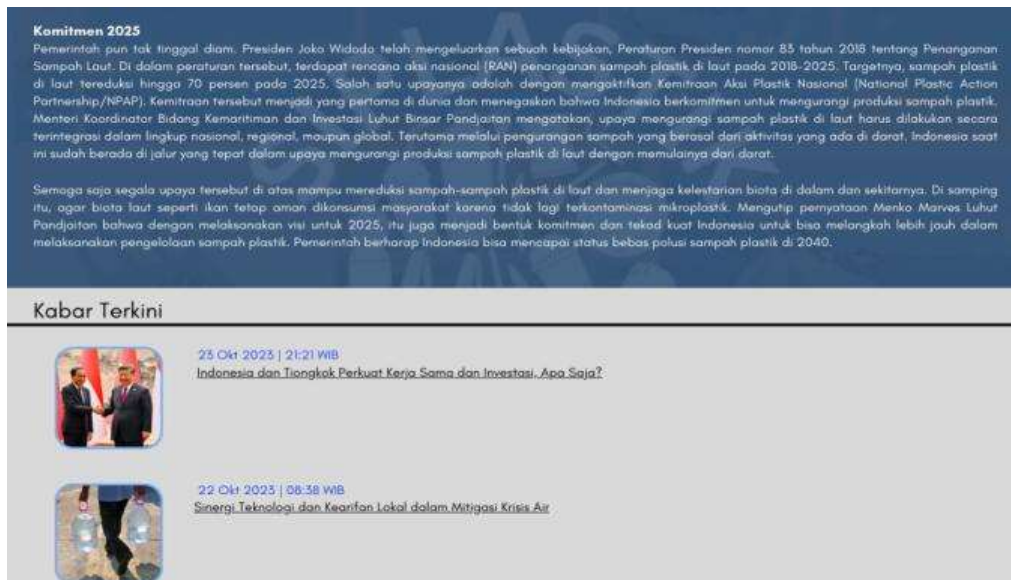 Komitmen 2025
Pemerintah pun tak tinggal diam. Presiden Joko Widodo telah mengeluarkan sebuah kebijakan, Peraturan Presiden nomor 83 tahun 2018 tentang Penanganan
Sampah Laut. Di dalam peraturan tersebut, terdapat rencana aksi nasional (RAN) penanganan sampah plastik di laut pada 2018-2025. Targetnya, sampah plastik
di laut tereduksi hingga 70 persen pada 2025. Salah satu upayanya adalah dengan mengaktifkan Kemitraan Aksi Plastik Nasional (National Plastic Action
Partnership/NPAP). Kemitraan tersebut menjadi yang pertama di dunia dan menegaskan bahwa Indonesia berkomitmen untuk mengurangi produksi sampah plastik.
Menteri Koordinator Bidang Kemaritiman dan Investasi Luhut Binsar Pandjaitan mengatakan, upaya mengurangi sampah plastik di laut harus dilakukan secara
terintegrasi dalam lingkup nasional, regional, maupun global. Terutama melalui pengurangan sampah yang berasal dari aktivitas yang ada di darat. Indonesia saat
ini sudah berada di jalur yang tepat dalam upaya mengurangi produksi sampah plastik di laut dengan memulainya dari darat.
Semoga saja segala upaya tersebut di atas mampu mereduksi sampah-sampah plastik di laut dan menjaga kelestarian biota di dalam dan sekitarnya. Di samping
itu, agar biota laut seperti ikan tetap aman dikonsumsi masyarakat karena tidak lagi terkontaminasi mikroplastik. Mengutip pernyataan Menko Marves Luhut
Pandjaitan bahwa dengan melaksanakan visi untuk 2025, itu juga menjadi bentuk komitmen dan tekad kuat Indonesia untuk bisa melangkah lebih jauh dalam
melaksanakan pengelolaan sampah plastik. Pemerintah berharap Indonesia bisa mencapai status bebas polusi sampah plastik di 2040.
Kabar Terkini
23 Okt 2023 | 21:21 WIB
Indonesia dan Tiongkok Perkuat Kerja Sama dan Investasi, Apa Saja?
22 Okt 2023 | 08:38 WIB
Sinergi Teknologi dan Kearifan Lokal dalam Mitigasi Krisis Air